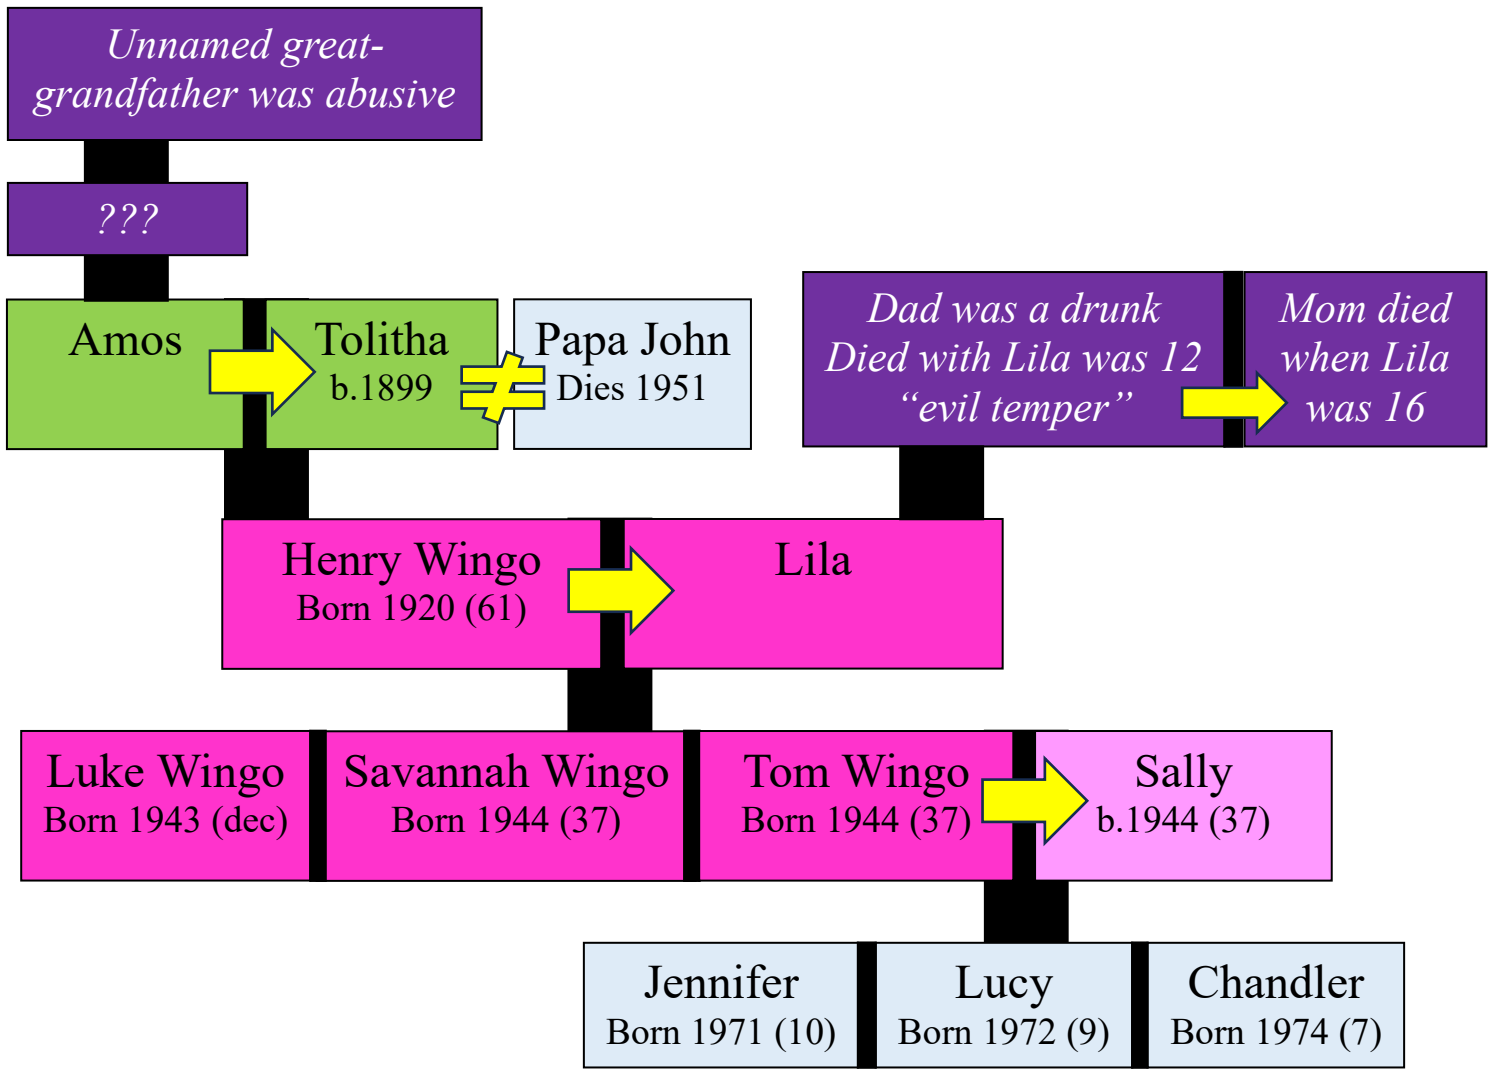 Unnamed great-
grandfather was abusive
???
Amos
Tolitha
b.1899
≠
Papa John
Dies 1951
Dad was a drunk
Died with Lila was 12
“evil temper”
Mom died
when Lila
was 16
Henry Wingo
Born 1920 (61)
Lila
Luke Wingo
Born 1943 (dec)
Savannah Wingo
Born 1944 (37)
Tom Wingo
Born 1944 (37)
Sally
b.1944 (37)
Jennifer
Born 1971 (10)
Lucy
Born 1972 (9)
Chandler
Born 1974 (7)